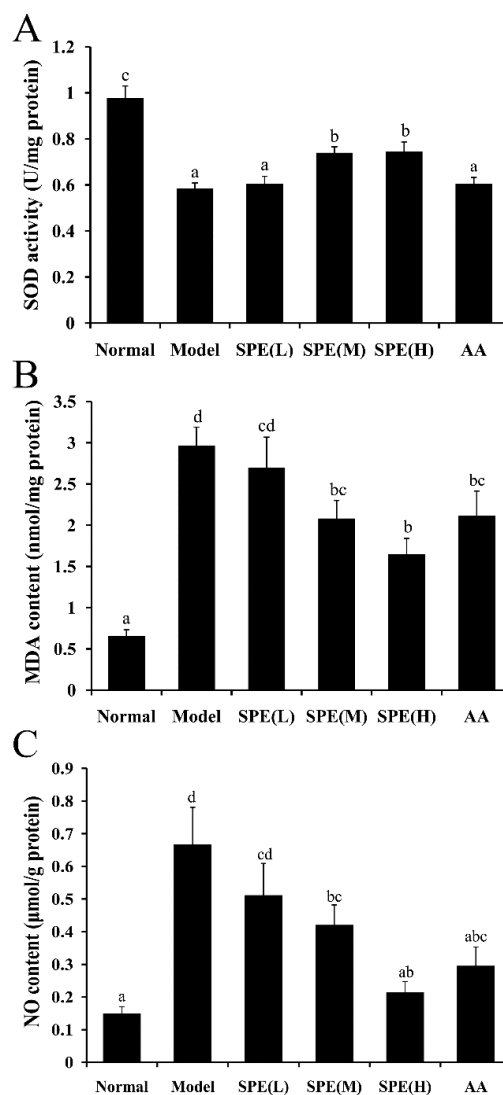 A
SOD activity (U/mg protein)
1.2
1
0.8
0.6
0.4
0.2
0
c
a
a
b
b
a
Normal Model SPE(L) SPE(M) SPE(H) AA
B
MDA content (nmol/mg protein)
3.5
3
2.5
2
1.5
1
0.5
0
a
d
cd
bc
b
bc
Normal Model SPE(L) SPE(M) SPE(H) AA
C
NO content (μmol/g protein)
0.9
0.8
0.7
0.6
0.5
0.4
0.3
0.2
0.1
0
a
d
cd
bc
ab
abc
Normal Model SPE(L) SPE(M) SPE(H) AA